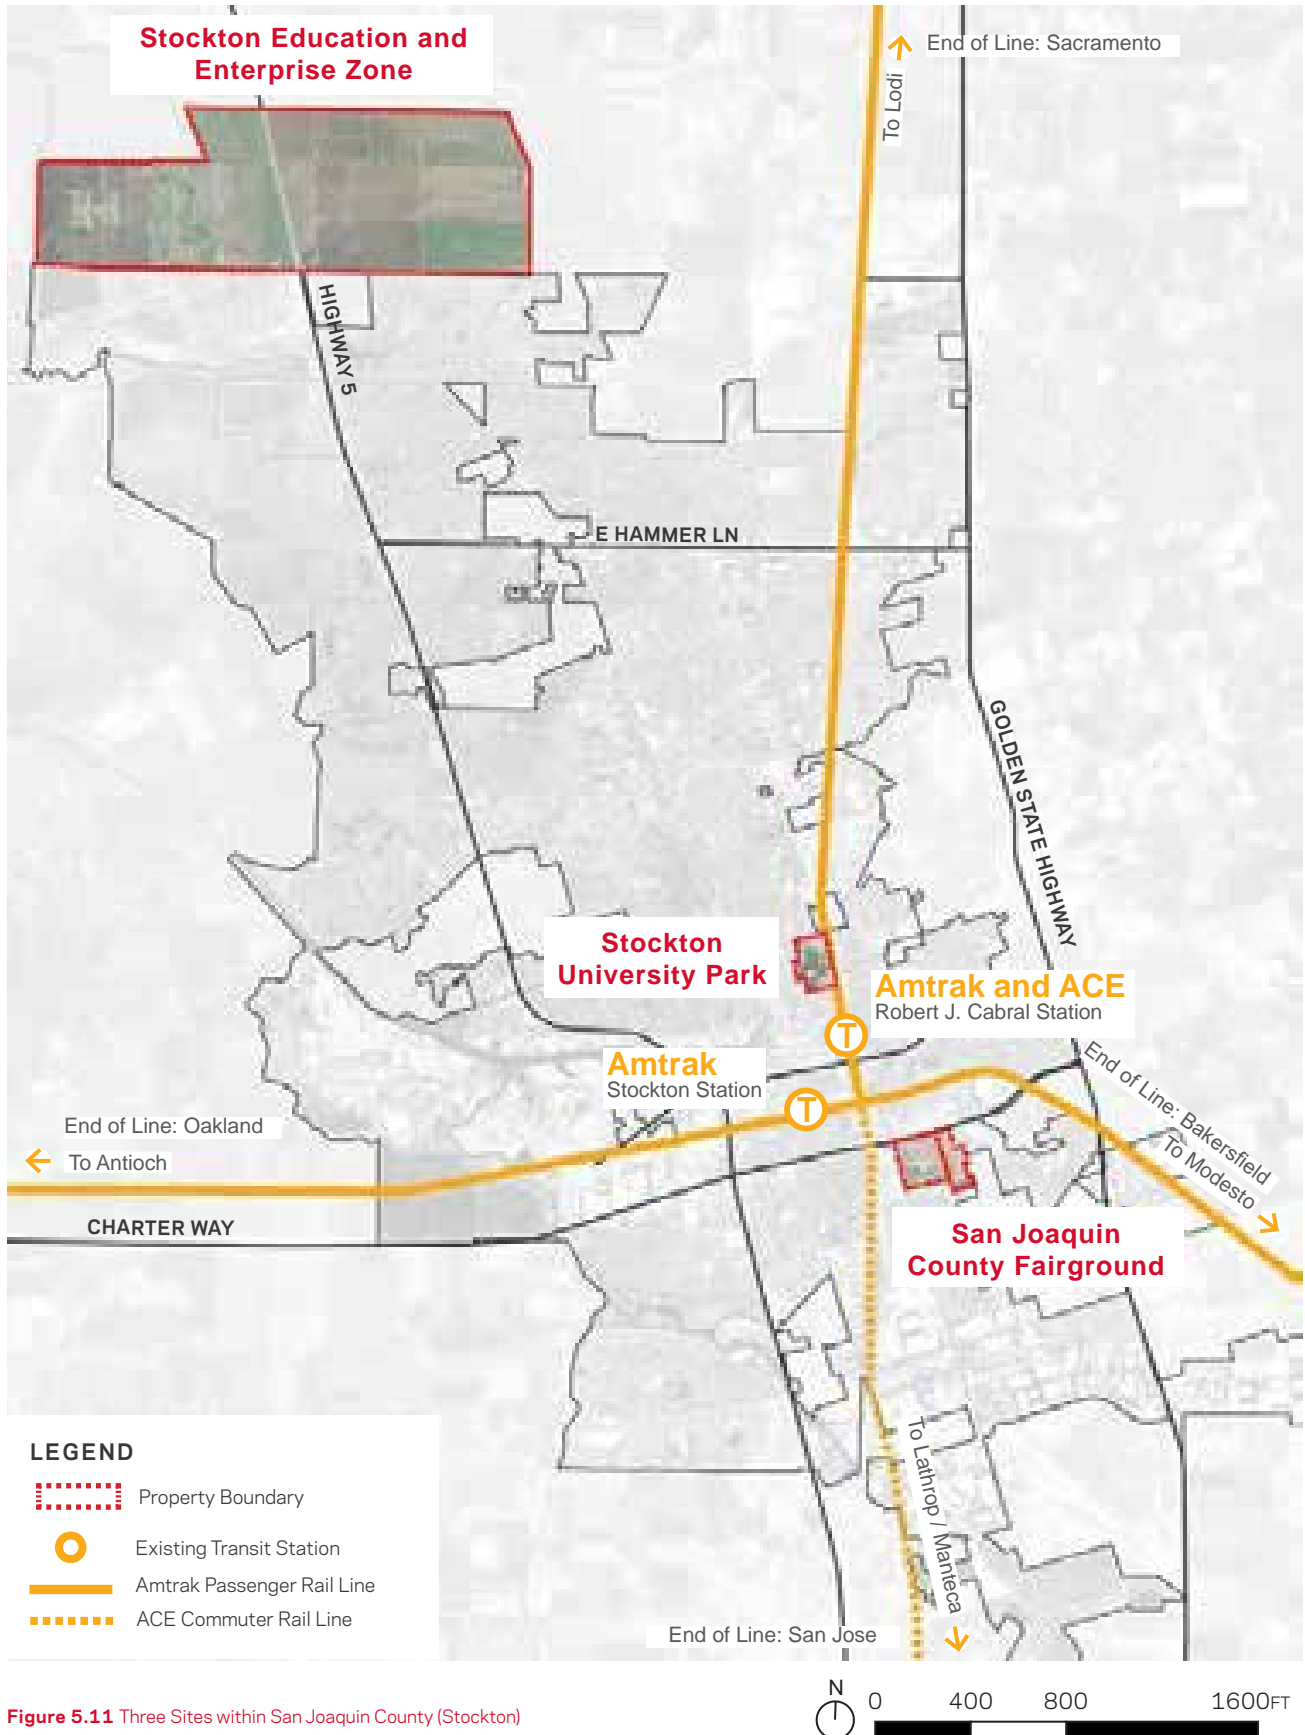 Stockton Education and
Enterprise Zone
End of Line: Sacramento
To Lodi
HIGHWAY 5
E HAMMER LN
GOLDEN STATE HIGHWAY
Stockton
University Park
Amtrak and ACE
Robert J. Cabral Station
T
Amtrak
Stockton Station
T
End of Line: Oakland
To Antioch
End of Line: Bakersfield
To Modesto
CHARTER WAY
San Joaquin
County Fairground
To Lathrop / Manteca
End of Line: San Jose
LEGEND
Property Boundary
Existing Transit Station
Amtrak Passenger Rail Line
ACE Commuter Rail Line
Figure 5.11 Three Sites within San Joaquin County (Stockton)
N
0 400 800 1600FT